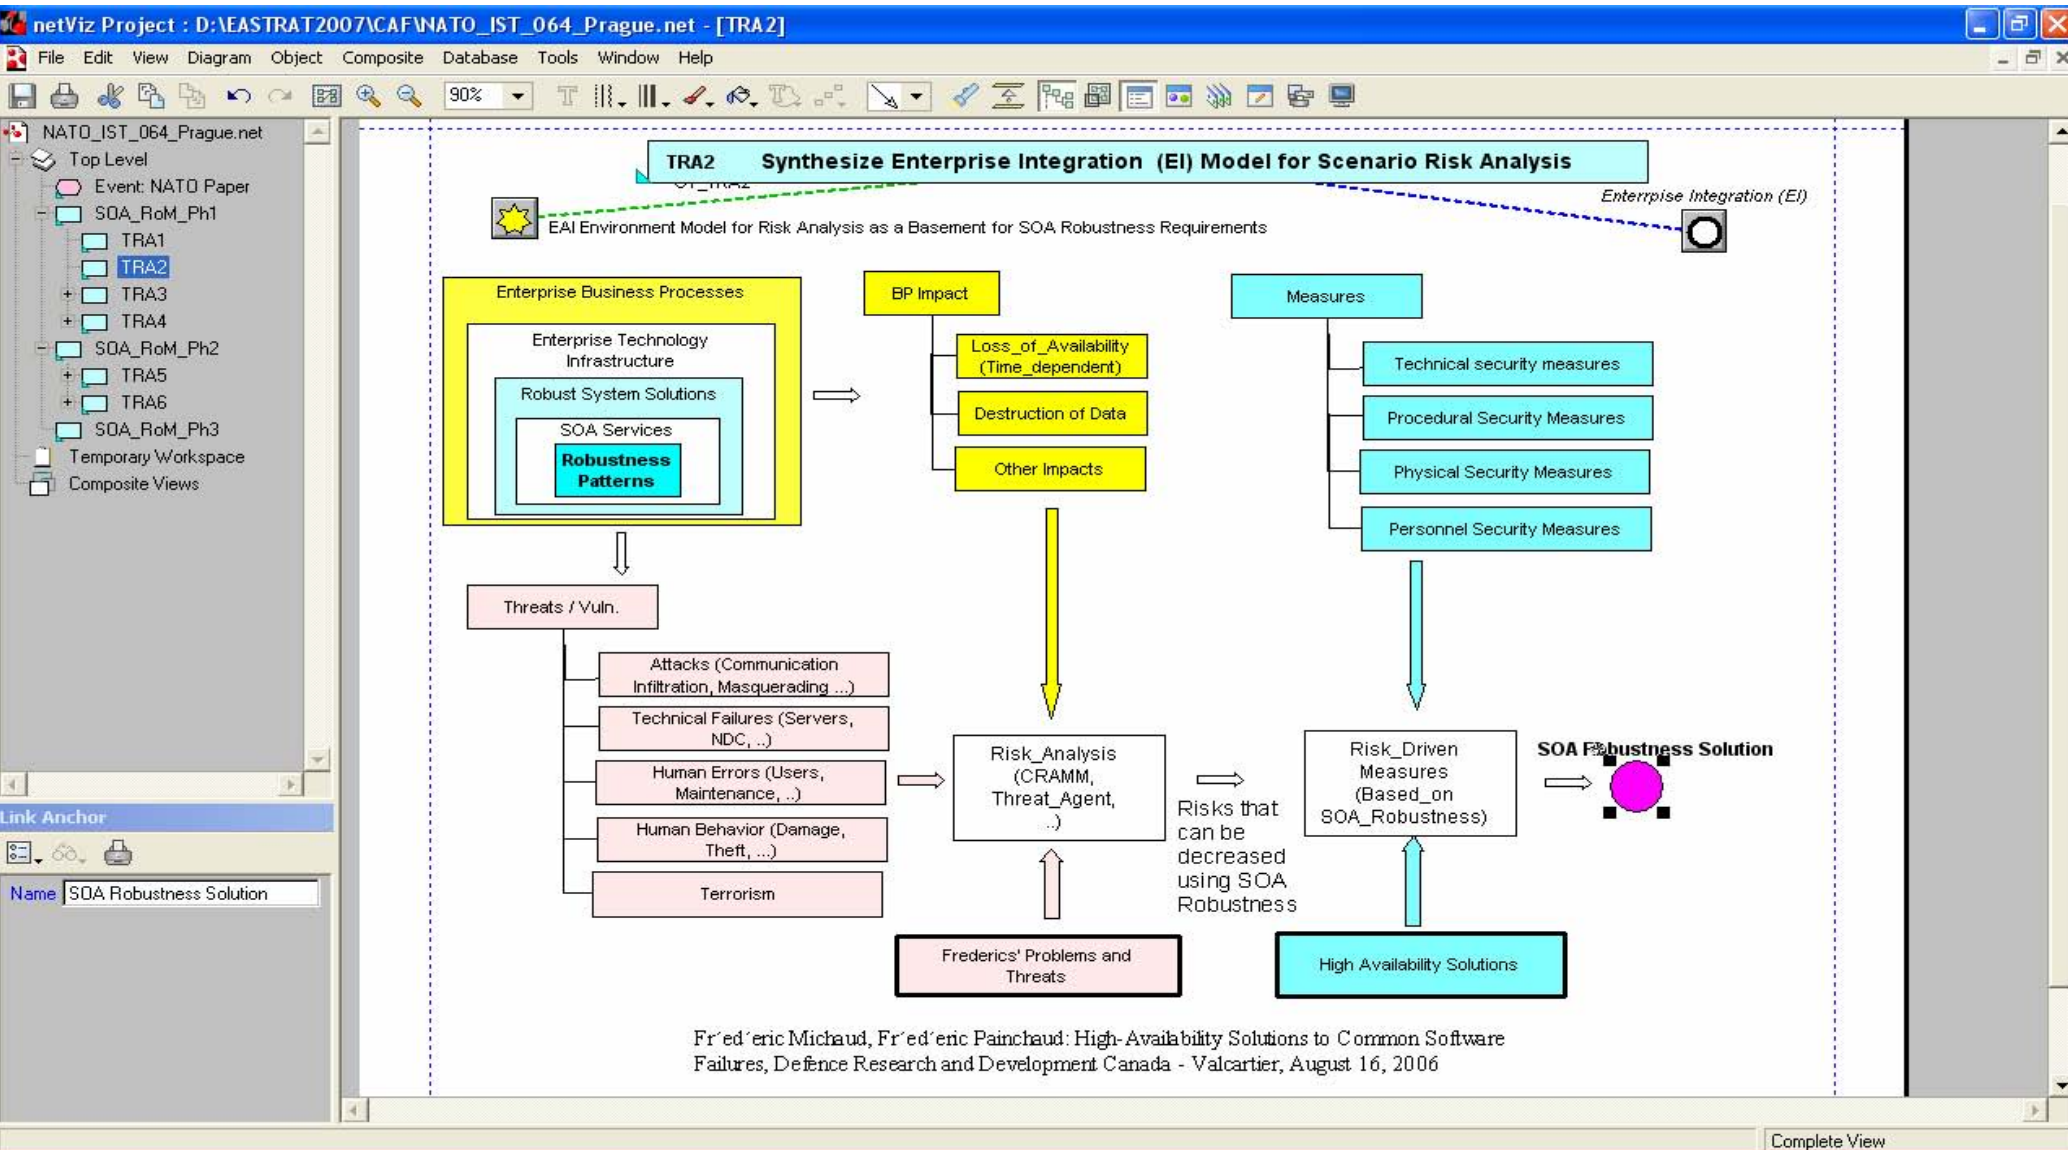 netViz Project : D:\EASTRAT2007\CAF\NATO_IST_064_Prague.net - [TRA2]
File Edit View Diagram Object Composite Database Tools Window Help
90%
NATO_IST_064_Prague.net
Top Level
Event: NATO Paper
SOA_RoM_Ph1
TRA1
TRA2
TRA3
TRA4
SOA_RoM_Ph2
TRA5
TRA6
SOA_RoM_Ph3
Temporary Workspace
Composite Views
Link Anchor
Name SOA Robustness Solution
TRA2 Synthesize Enterprise Integration (EI) Model for Scenario Risk Analysis
Enterrpise Integration (EI)
EAI Environment Model for Risk Analysis as a Basement for SOA Robustness Requirements
Enterprise Business Processes
Enterprise Technology
Infrastructure
Robust System Solutions
SOA Services
Robustness
Patterns
BP Impact
Loss_of_Availability
(Time_dependent)
Destruction of Data
Other Impacts
Measures
Technical security measures
Procedural Security Measures
Physical Security Measures
Personnel Security Measures
Threats / Vuln.
Attacks (Communication
Infiltration, Masquerading ...)
Technical Failures (Servers,
NDC, ..)
Human Errors (Users,
Maintenance, ..)
Human Behavior (Damage,
Theft, ...)
Terrorism
Risk_Analysis
(CRAMM,
Threat_Agent,
..)
Risks that
can be
decreased
using SOA
Robustness
Risk_Driven
Measures
(Based_on
SOA_Robustness)
SOA Robustness Solution
Frederics' Problems and
Threats
High Availability Solutions
Fr´ed´eric Michaud, Fr´ed´eric Painchaud: High-Availability Solutions to Common Software
Failures, Defence Research and Development Canada - Valcartier, August 16, 2006
Complete View